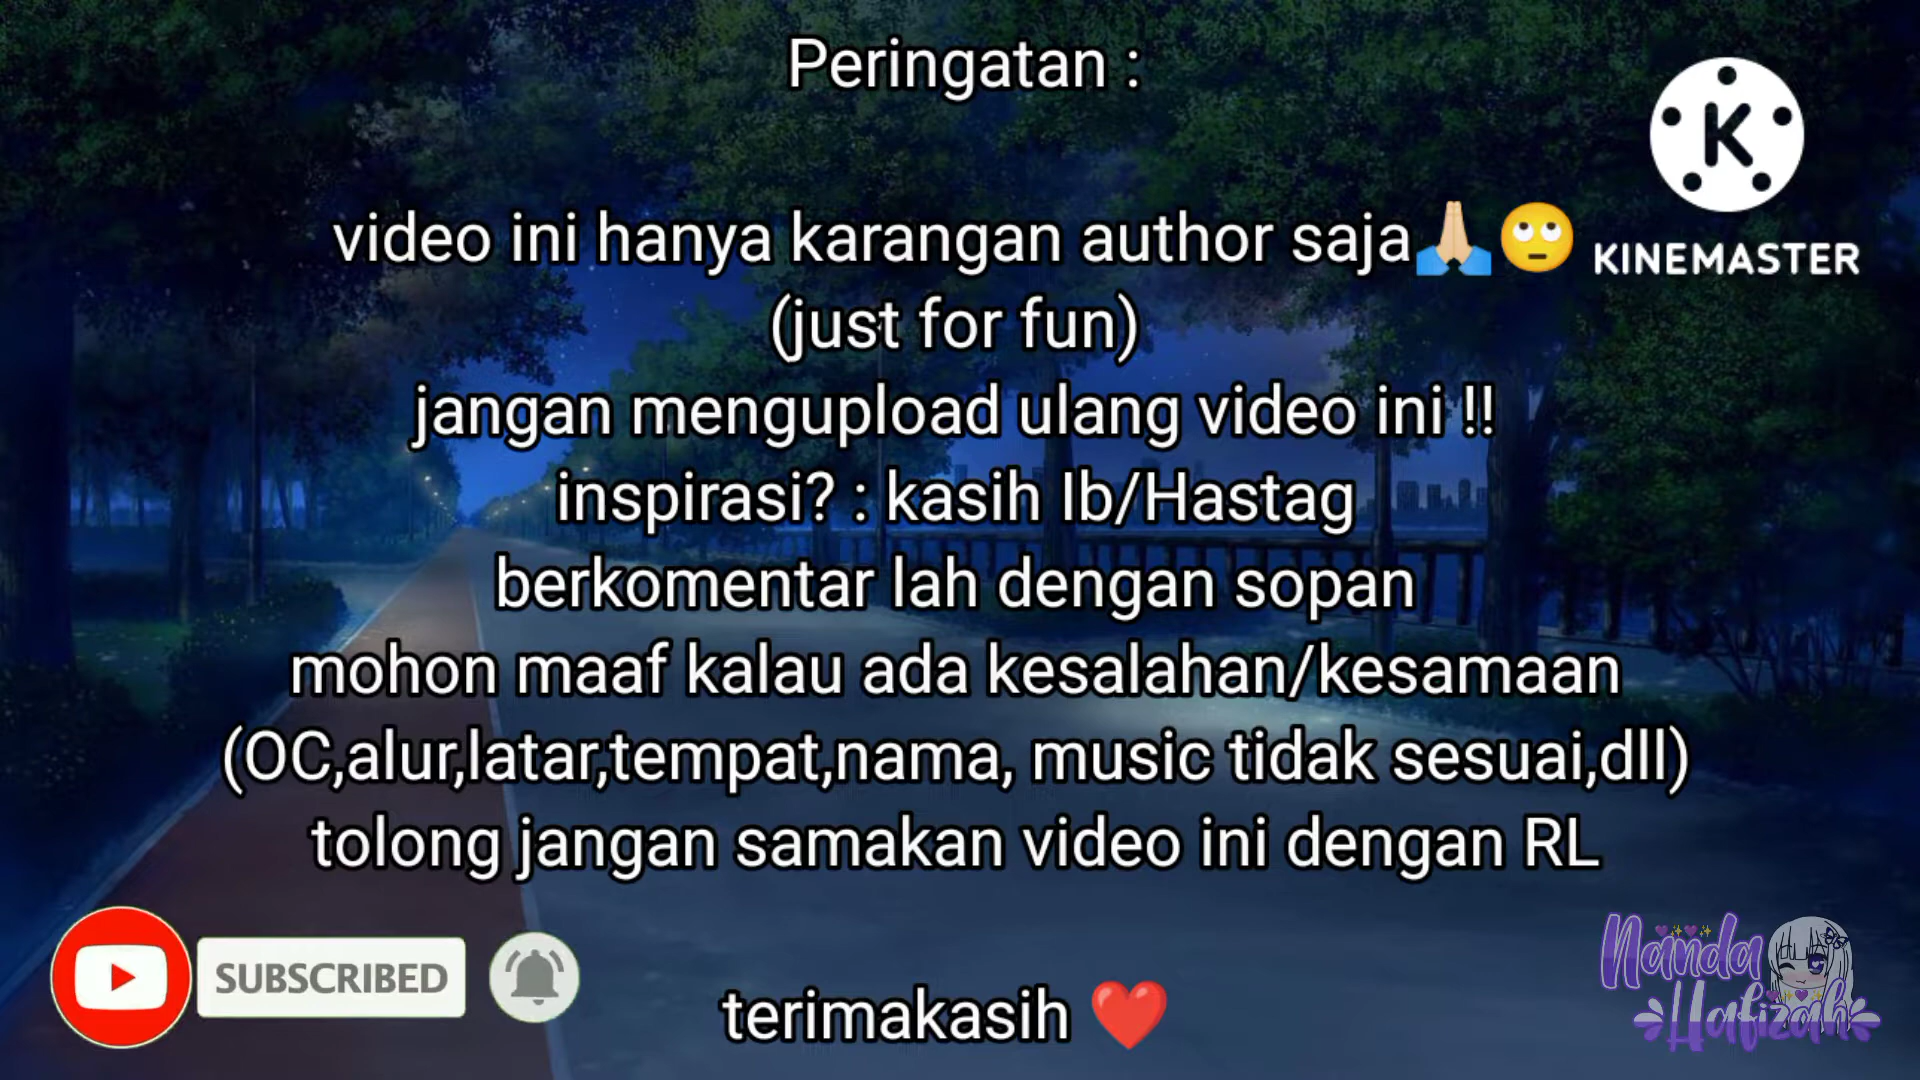 Peringatan :
video ini hanya karangan author saja🙏🏻🙄
(just for fun)
jangan mengupload ulang video ini !!
inspirasi? : kasih Ib/Hastag
berkomentar lah dengan sopan
mohon maaf kalau ada kesalahan/kesamaan
(OC,alur,latar,tempat,nama, music tidak sesuai,dll)
tolong jangan samakan video ini dengan RL
terimakasih ❤️
K
KINEMASTER
SUBSCRIBED
Nanda
Hafizah